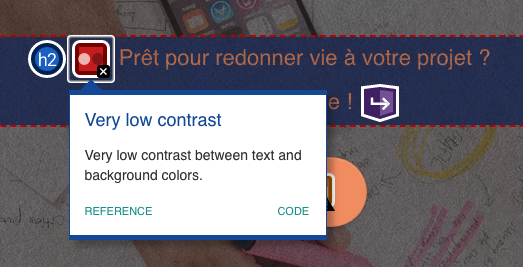 h2
Prêt pour redonner vie à votre projet ?
e !
Very low contrast
Very low contrast between text and
background colors.
REFERENCE
CODE